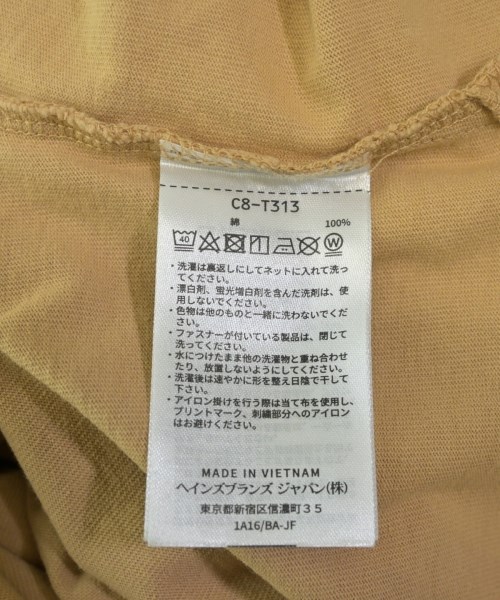 C8-T313
綿 100%
40 W
・洗濯は裏返しにしてネットに入れて洗っ
てください。
・漂白剤、蛍光増白剤を含んだ洗剤は、使
用しないでください。
・色物は他のものと一緒に洗わないでくだ
さい。
・ファスナーが付いている製品は、閉じて
洗ってください。
・水につけたまま他の洗濯物と重ね合わせ
たり、放置しないようにしてください。
・洗濯後は速やかに形を整え日陰で干して
下さい。
・アイロン掛けを行う際は当て布を使用し、
プリントマーク、刺繍部分へのアイロン
はお避けください。
MADE IN VIETNAM
ヘインズブランズ ジャパン(株)
東京都新宿区信濃町35
1A16/BA-JF